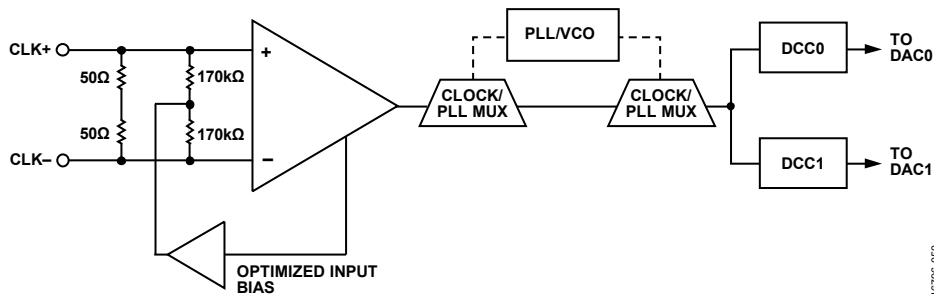 CLK+
50Ω
50Ω
CLK–
170kΩ
170kΩ
+
–
OPTIMIZED INPUT
BIAS
PLL/VCO
CLOCK/
PLL MUX
CLOCK/
PLL MUX
DCC0
TO
DAC0
DCC1
TO
DAC1